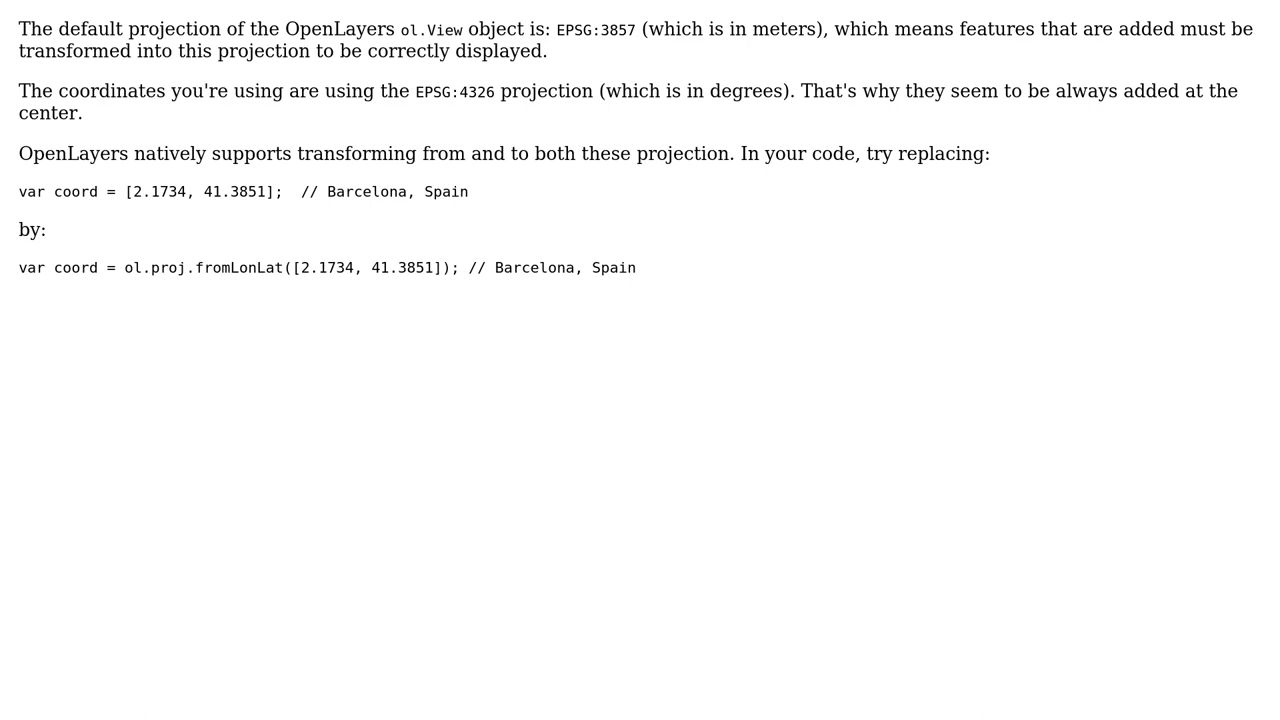 The default projection of the OpenLayers ol.View object is: EPSG:3857 (which is in meters), which means features that are added must be
transformed into this projection to be correctly displayed.
The coordinates you're using are using the EPSG:4326 projection (which is in degrees). That's why they seem to be always added at the
center.
OpenLayers natively supports transforming from and to both these projection. In your code, try replacing:
var coord = [2.1734, 41.3851];  // Barcelona, Spain
by:
var coord = ol.proj.fromLonLat([2.1734, 41.3851]); // Barcelona, Spain